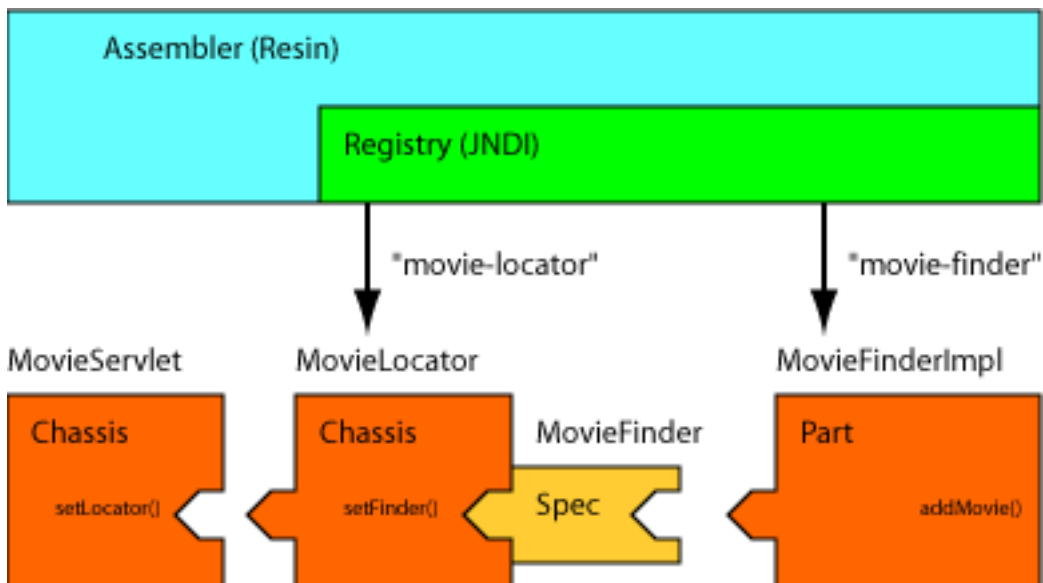 Assembler (Resin)
Registry (JNDI)
"movie-locator"
"movie-finder"
MovieServlet
MovieLocator
MovieFinderImpl
Chassis
Chassis
MovieFinder
Part
setLocator()
setFinder()
Spec
addMovie()